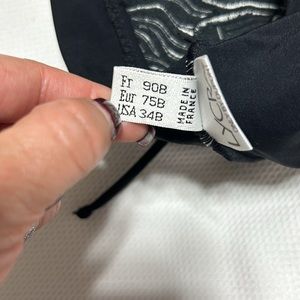 Fr 90B
Eur 75B
USA 34B
MADE IN
FRANCE